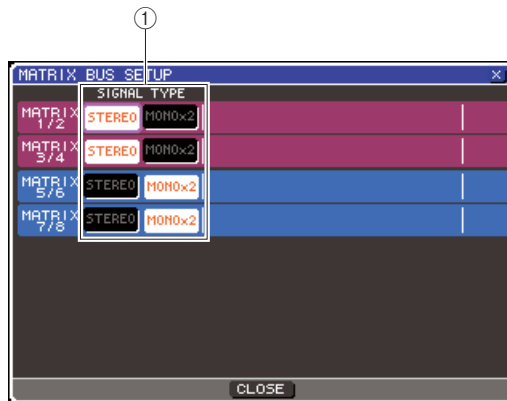 ①
MATRIX BUS SETUP ×
SIGNAL TYPE
MATRIX 1/2 STEREO MONO×2
MATRIX 3/4 STEREO MONO×2
MATRIX 5/6 STEREO MONO×2
MATRIX 7/8 STEREO MONO×2
CLOSE